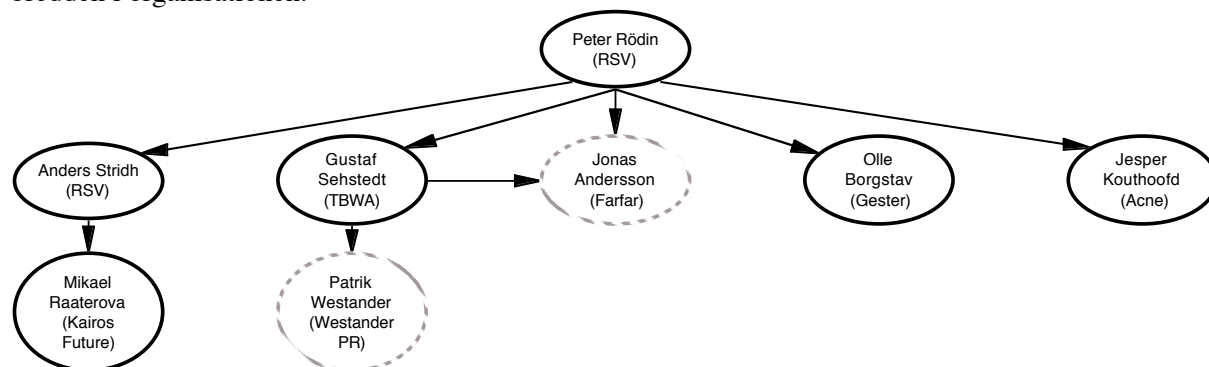 Peter Rödin
(RSV)
Anders Stridh
(RSV)
Gustaf
Sehstedt
(TBWA)
Jonas
Andersson
(Farfar)
Olle
Borgstav
(Gester)
Jesper
Kouthoofd
(Acne)
Mikael
Raaterova
(Kairos
Future)
Patrik
Westander
(Westander
PR)